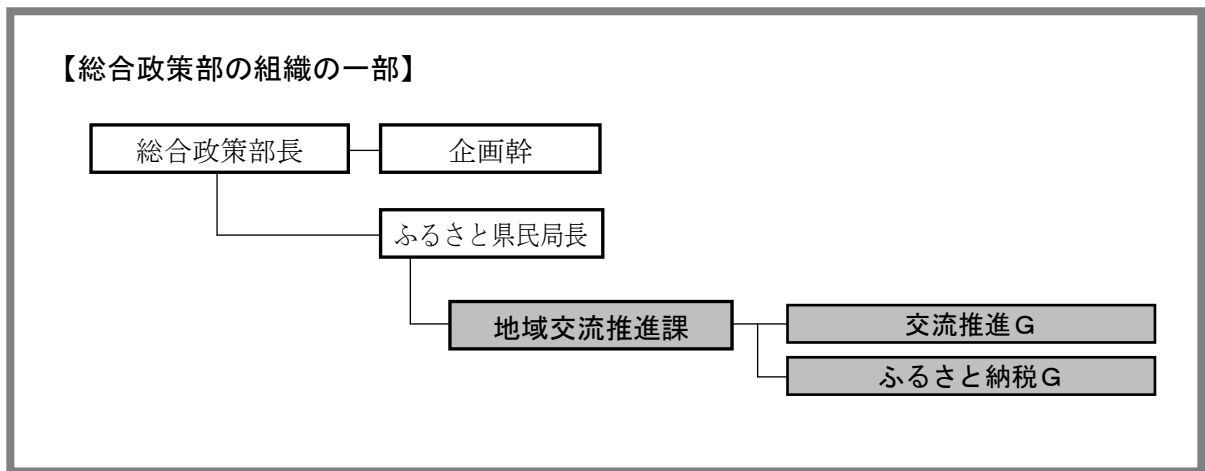 【総合政策部の組織の一部】
総合政策部長
企画幹
ふるさと県民局長
地域交流推進課
交流推進G
ふるさと納税G